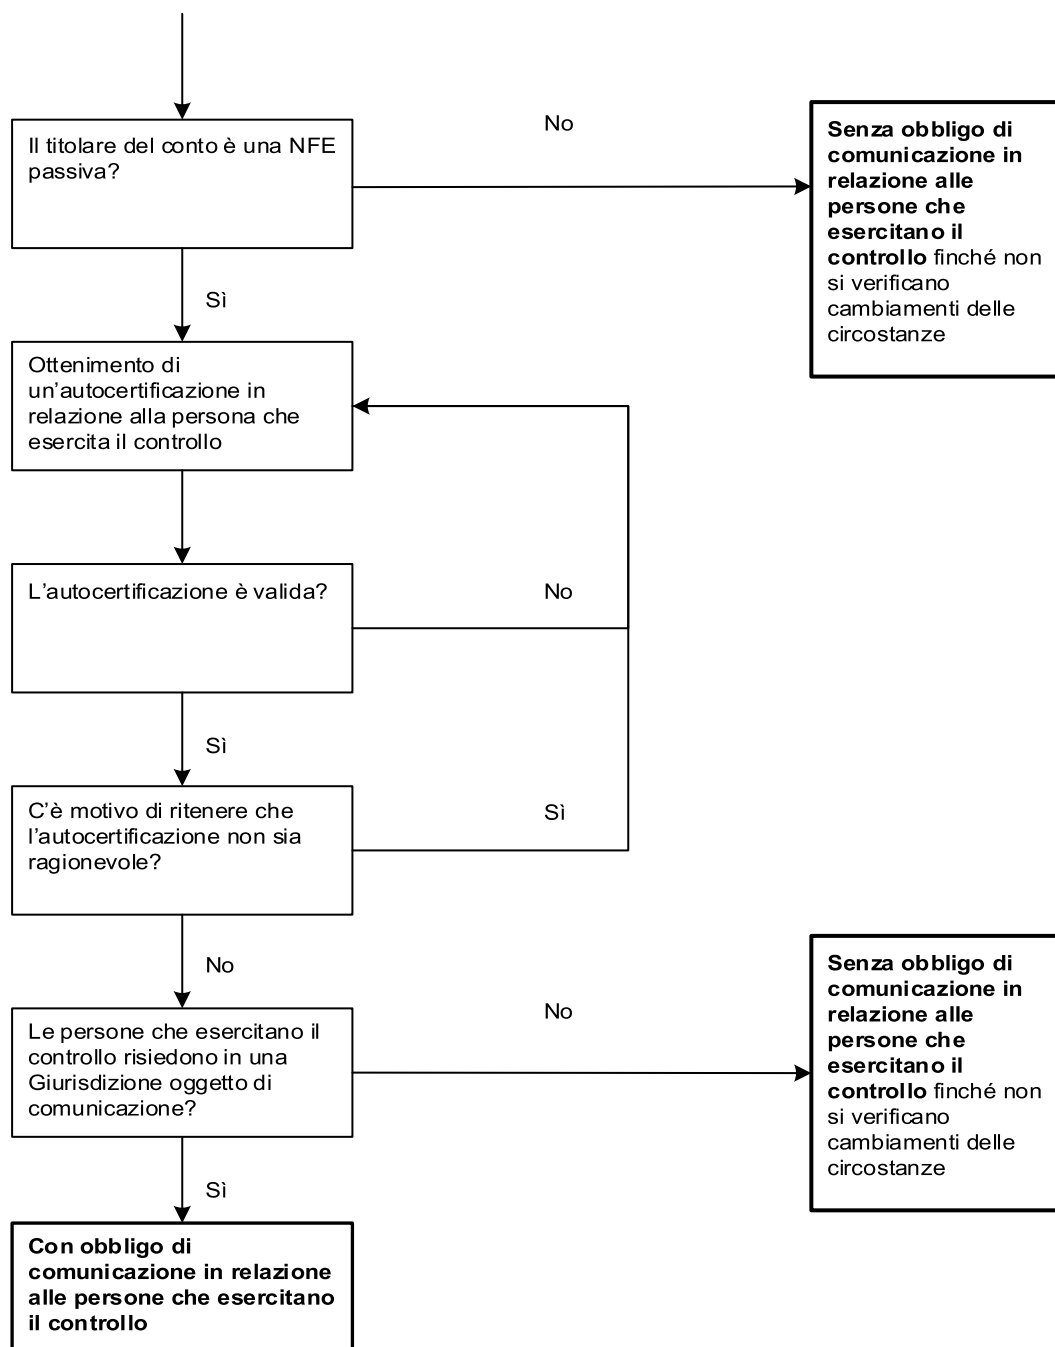 Il titolare del conto è una NFE
passiva?
No
Senza obbligo di
comunicazione in
relazione alle
persone che
esercitano il
controllo finché non
si verificano
cambiamenti delle
circostanze
Sì
Ottenimento di
un'autocertificazione in
relazione alla persona che
esercita il controllo
L'autocertificazione è valida?
No
Sì
C'è motivo di ritenere che
l'autocertificazione non sia
ragionevole?
Sì
No
Le persone che esercitano il
controllo risiedono in una
Giurisdizione oggetto di
comunicazione?
No
Senza obbligo di
comunicazione in
relazione alle
persone che
esercitano il
controllo finché non
si verificano
cambiamenti delle
circostanze
Sì
Con obbligo di
comunicazione in relazione
alle persone che esercitano
il controllo